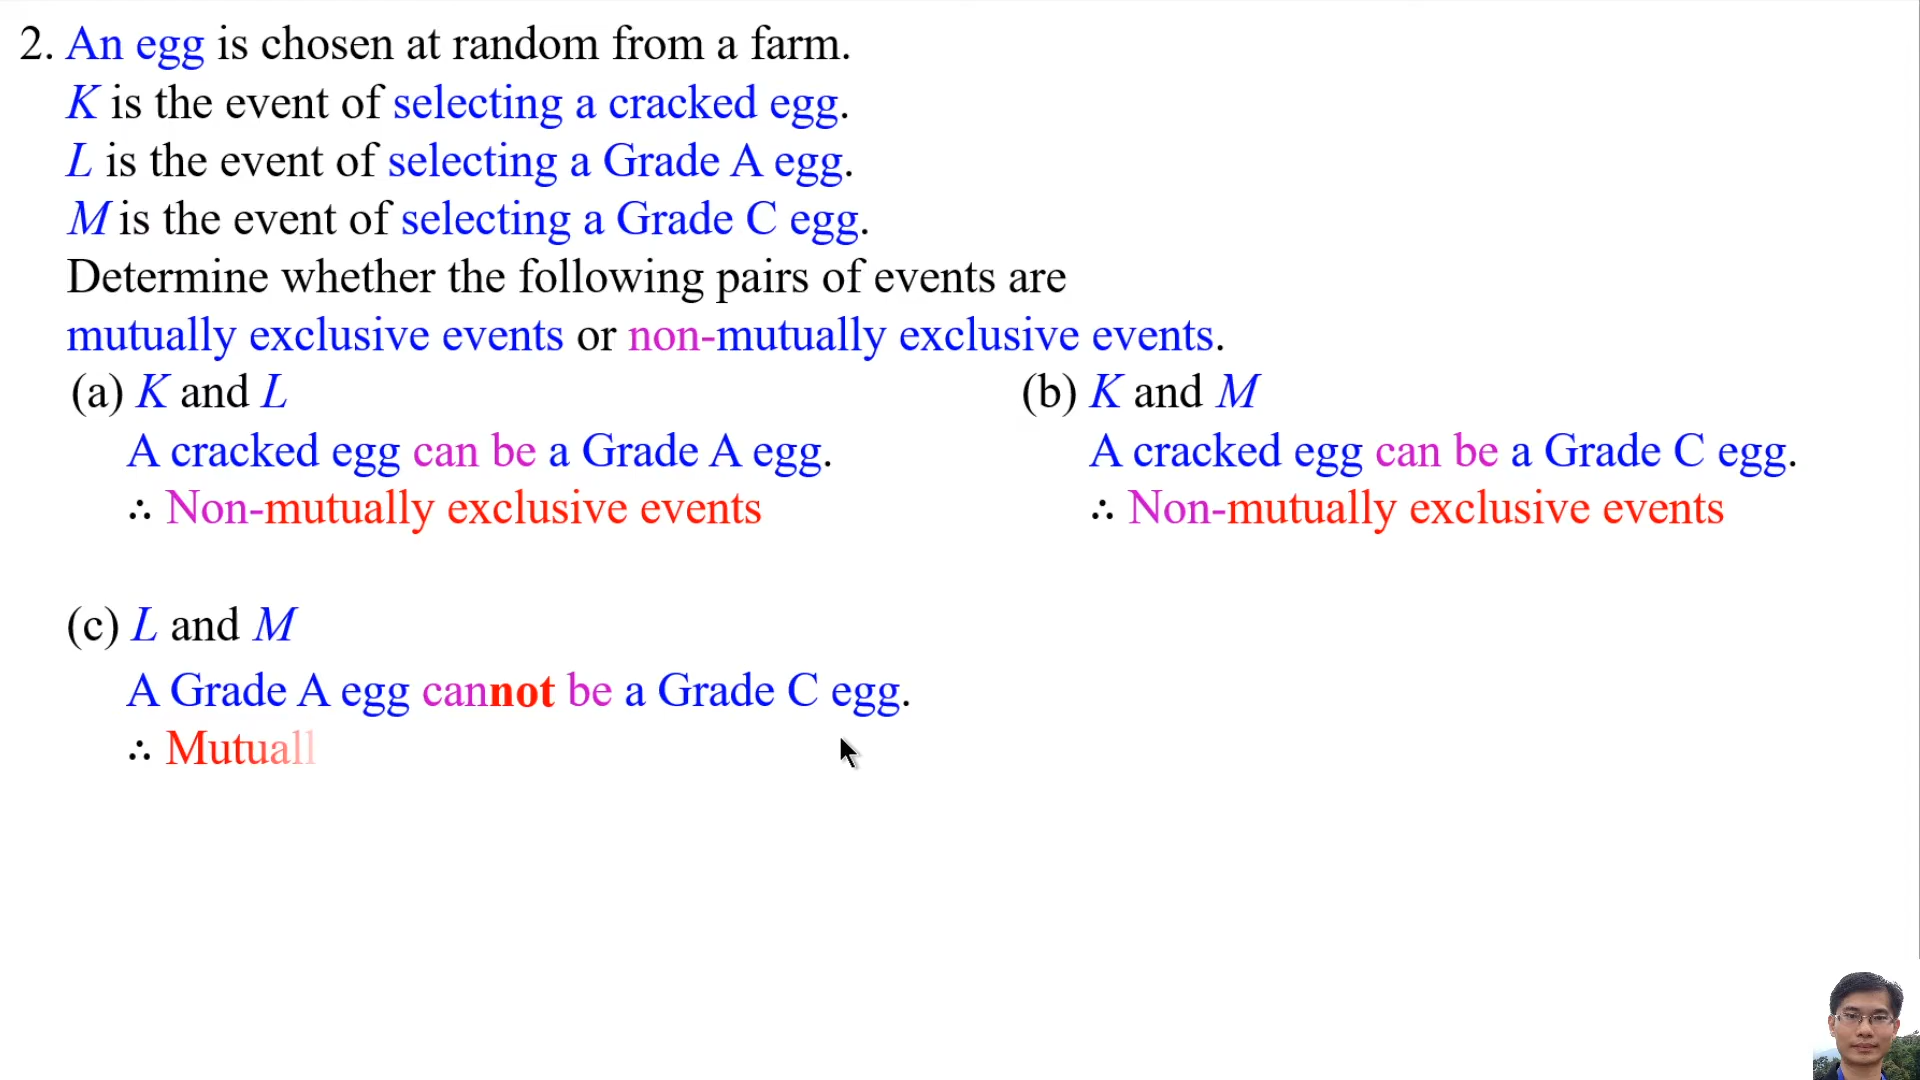 2. An egg is chosen at random from a farm.
K is the event of selecting a cracked egg.
L is the event of selecting a Grade A egg.
M is the event of selecting a Grade C egg.
Determine whether the following pairs of events are
mutually exclusive events or non-mutually exclusive events.
(a) K and L
A cracked egg can be a Grade A egg.
∴ Non-mutually exclusive events
(b) K and M
A cracked egg can be a Grade C egg.
∴ Non-mutually exclusive events
(c) L and M
A Grade A egg cannot be a Grade C egg.
∴ Mutuall